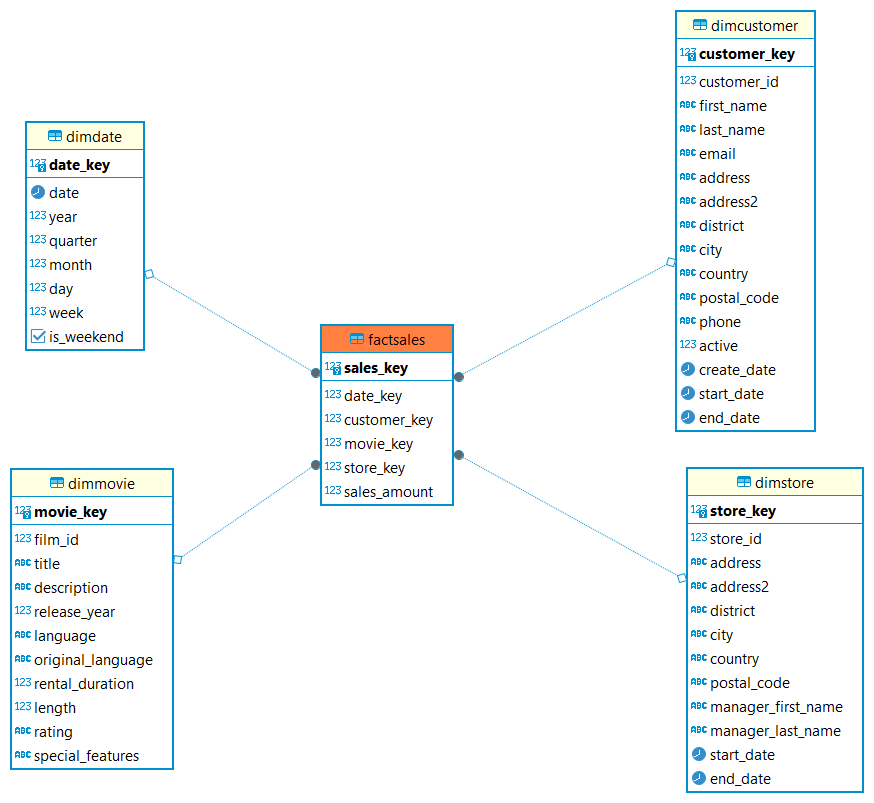 dimdate
123 date_key
date
123 year
123 quarter
123 month
123 day
123 week
is_weekend
dimmovie
123 movie_key
123 film_id
ABC title
ABC description
123 release_year
ABC language
ABC original_language
123 rental_duration
123 length
ABC rating
ABC special_features
factsales
123 sales_key
123 date_key
123 customer_key
123 movie_key
123 store_key
123 sales_amount
dimcustomer
123 customer_key
123 customer_id
ABC first_name
ABC last_name
ABC email
ABC address
ABC address2
ABC district
ABC city
ABC country
ABC postal_code
ABC phone
123 active
create_date
start_date
end_date
dimstore
123 store_key
123 store_id
ABC address
ABC address2
ABC district
ABC city
ABC country
ABC postal_code
ABC manager_first_name
ABC manager_last_name
start_date
end_date